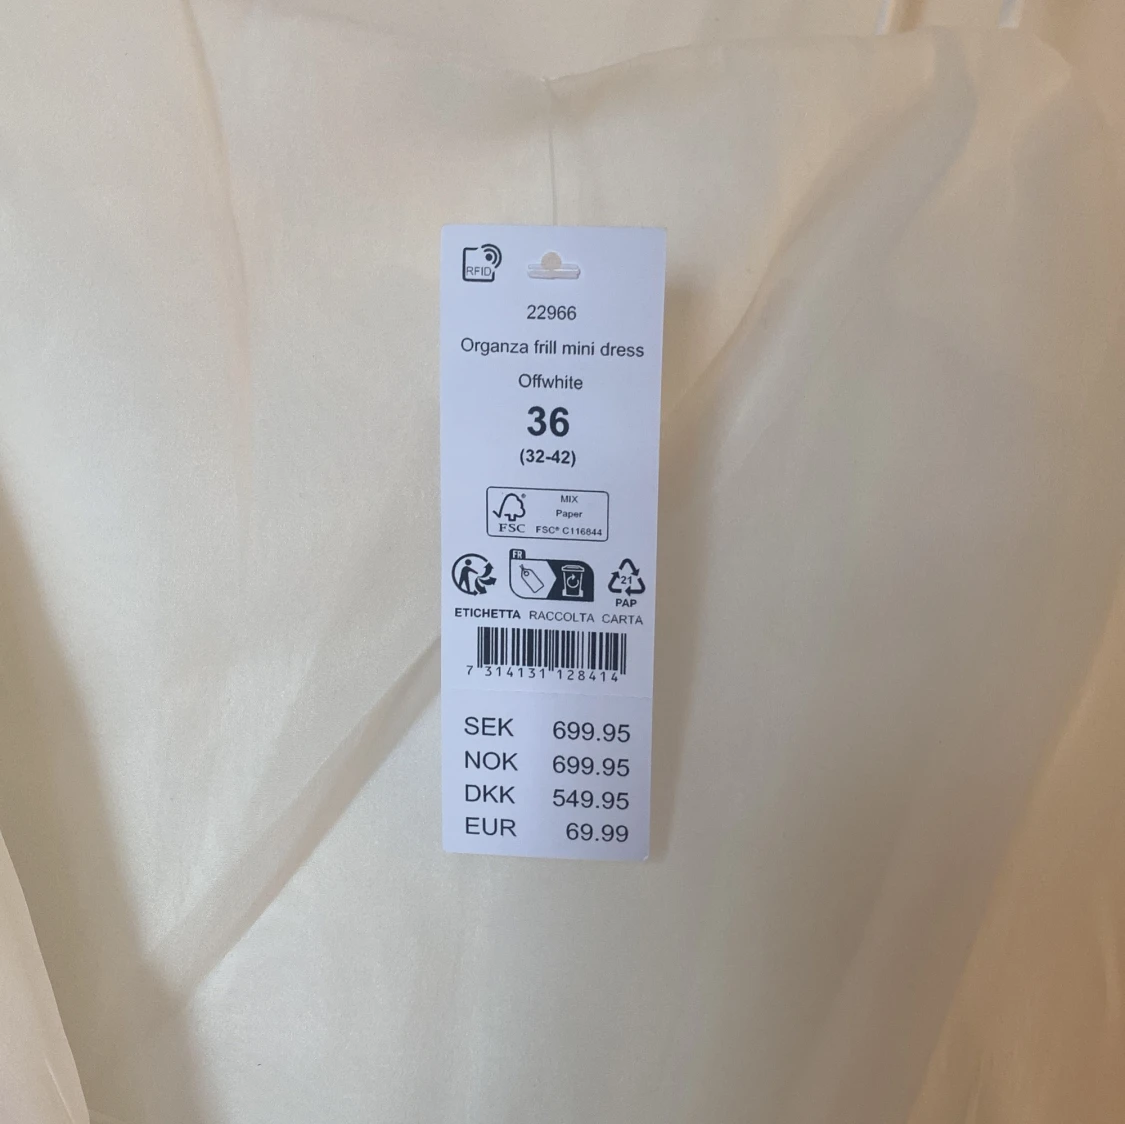 RFID
22966
Organza frill mini dress
Offwhite
36
(32-42)
MIX
Paper
FSC® C116844
FSC
FR
21
PAP
ETICHETTA RACCOLTA CARTA
7 314131 128414
SEK 699.95
NOK 699.95
DKK 549.95
EUR 69.99